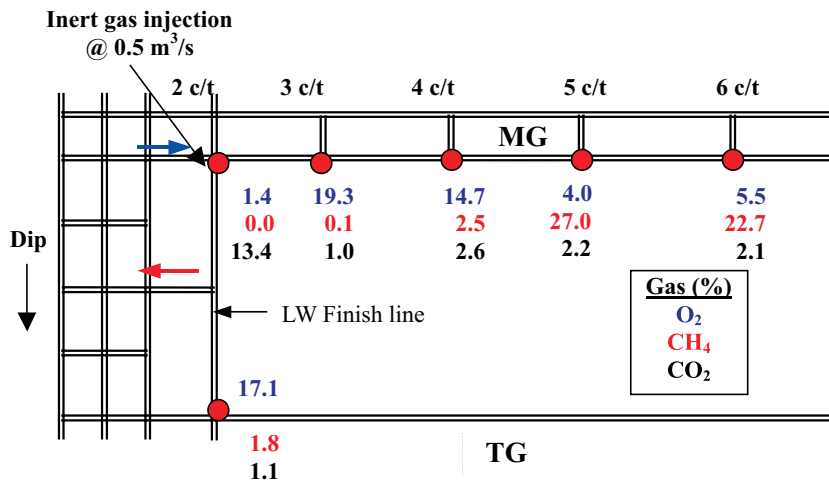 Inert gas injection
@ 0.5 m³/s
2 c/t 3 c/t 4 c/t 5 c/t 6 c/t
MG
1.4 19.3 14.7 4.0 5.5
0.0 0.1 2.5 27.0 22.7
13.4 1.0 2.6 2.2 2.1
Dip
Gas (%)
O₂
CH₄
CO₂
LW Finish line
17.1
1.8
1.1
TG